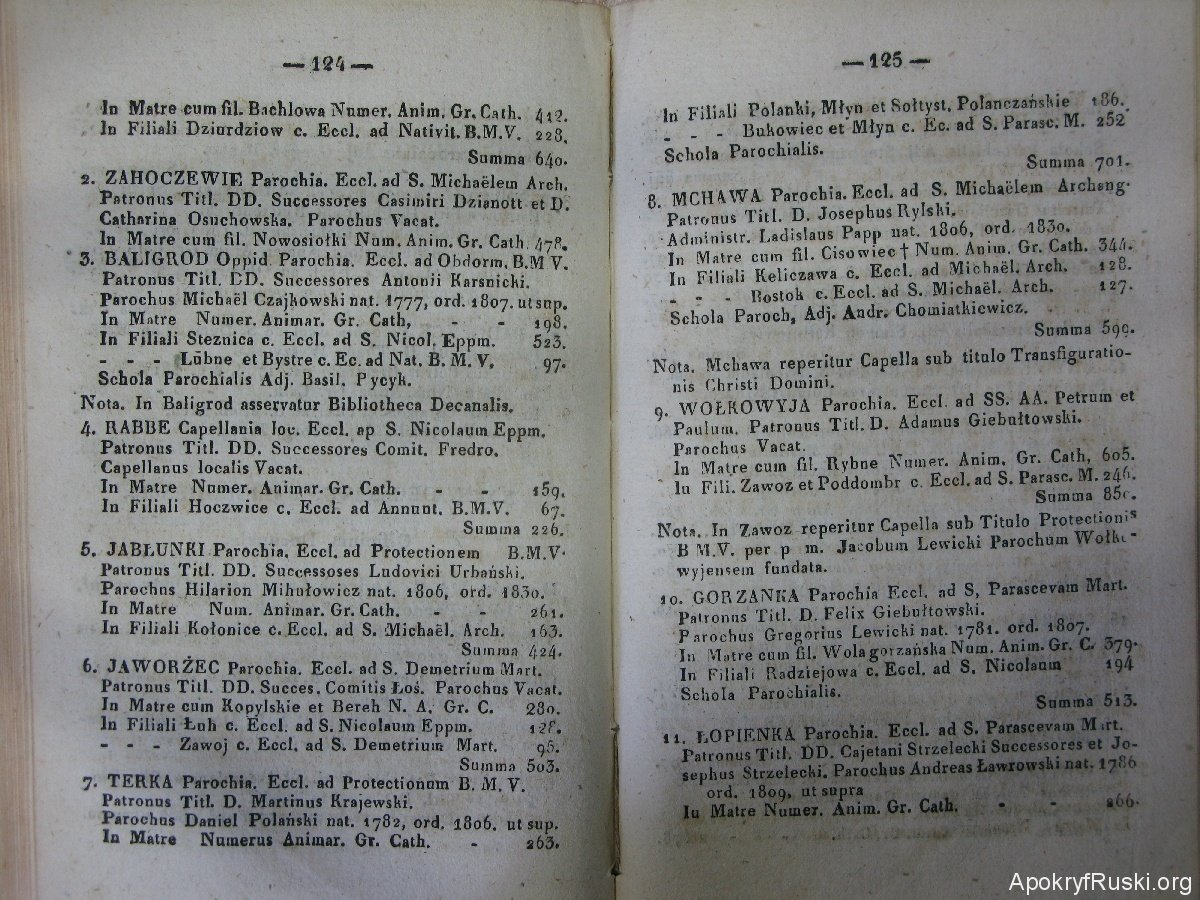 — 124 —
In Matre cum fil. Bachlowa Numer. Anim. Gr. Cath. 412.
In Filiali Dziurdziow c. Eccl. ad Nativit. B.M.V. 228.
Summa 640.
2. ZAHOCZEWIE Parochia. Eccl. ad S. Michaëlem Arch.
Patronus Titl. DD. Successores Casimiri Dzianott et D.
Catharina Osuchowska. Parochus Vacat.
In Matre cum fil. Nowosiołki Num. Anim. Gr. Cath. 478.
3. BALIGROD Oppid. Parochia. Eccl. ad Obdorm. B.M V.
Patronus Titl. DD. Successores Antonii Karsnicki.
Parochus Michaël Czajkowski nat. 1777, ord. 1807. ut sup.
In Matre Numer. Animar. Gr. Cath, - - 198.
In Filiali Steznica c. Eccl. ad S. Nicol. Eppm. 523.
- - - Lubne et Bystre c. Ec. ad Nat. B. M. V. 97.
Schola Parochialis Adj. Basil. Pycyk.
Nota. In Baligrod asservatur Bibliotheca Decanalis.
4. RABBE Capellania loc. Eccl. ap S. Nicolaum Eppm.
Patronus Titl. DD. Successores Comit. Fredro.
Capellanus localis Vacat.
In Matre Numer. Animar. Gr. Cath. - - 159.
In Filiali Hoczwice c. Eccl. ad Annunt. B.M.V. 67.
Summa 226.
5. JABŁUNKI Parochia. Eccl. ad Protectionem B.M.V.
Patronus Titl. DD. Successoses Ludovici Urbański.
Parochus Hilarion Mihułowicz nat. 1806, ord. 1830.
In Matre Num. Animar. Gr. Cath. - - 261.
In Filiali Kołonice c. Eccl. ad S. Michaël. Arch. 163.
Summa 424.
6. JAWORŻEC Parochia. Eccl. ad S. Demetrium Mart.
Patronus Titl. DD. Succes. Comitis Łoś. Parochus Vacat.
In Matre cum Kopylskie et Bereh N. A. Gr. C. 280.
In Filiali Łuh c. Eccl. ad S. Nicolaum Eppm. 128.
- - - Zawoj c. Eccl. ad S. Demetrium Mart. 95.
Summa 503.
7. TERKA Parochia. Eccl. ad Protectionum B. M. V.
Patronus Titl. D. Martinus Krajewski.
Parochus Daniel Polański nat. 1782, ord. 1806. ut sup.
In Matre Numerus Animar. Gr. Cath. - 263.
— 125 —
In Filiali Polanki, Młyn et Sołtyst. Polanczańskie 186.
- - - Bukowiec et Młyn c. Ec. ad S. Parasc. M. 252
Schola Parochialis.
Summa 701.
8. MCHAWA Parochia. Eccl. ad S. Michaëlem Archang.
Patronus Titl. D. Josephus Rylski.
Administr. Ladislaus Papp nat. 1806, ord. 1830.
In Matre cum fil. Cisowiec † Num. Anim. Gr. Cath. 344.
In Filiali Keliczawa c. Eccl. ad Michaël. Arch. 128.
- - - Rostok c. Eccl. ad S. Michaël. Arch. 127.
Schola Paroch, Adj. Andr. Chomiatkiewicz.
Summa 599.
Nota. Mchawa reperitur Capella sub titulo Transfiguratio-
nis Christi Domini.
9. WOŁKOWYJA Parochia. Eccl. ad SS. AA. Petrum et
Paulum. Patronus Titl. D. Adamus Giebułtowski.
Parochus Vacat.
In Matre cum fil. Rybne Numer. Anim. Gr. Cath, 605.
In Fili. Zawoz et Poddombr c. Eccl. ad S. Parasc. M. 246.
Summa
Nota. In Zawoz reperitur Capella sub Titulo Protectionis
B M.V. per p m. Jacobum Lewicki Parochum Wołko-
wyjensem fundata.
10. GORZANKA Parochia Eccl. ad S, Parascevam Mart.
Patronus Titl. D. Felix Giebułtowski.
Parochus Gregorius Lewicki nat. 1781. ord. 1807.
In Matre cum fil. Wola gorzańska Num. Anim. Gr. C. 379.
In Filiali Radziejowa c. Eccl. ad S. Nicolaum 194
Schola Parochialis.
Summa 513.
11. ŁOPIENKA Parochia. Eccl. ad S. Parascevam Mart.
Patronus Titl. DD. Cajetani Strzelecki Successores et Jo-
sephus Strzelecki. Parochus Andreas Ławrowski nat. 1786
ord. 1809, ut supra
In Matre Numer. Anim. Gr. Cath. - - 266.
ApokryfRuski.org